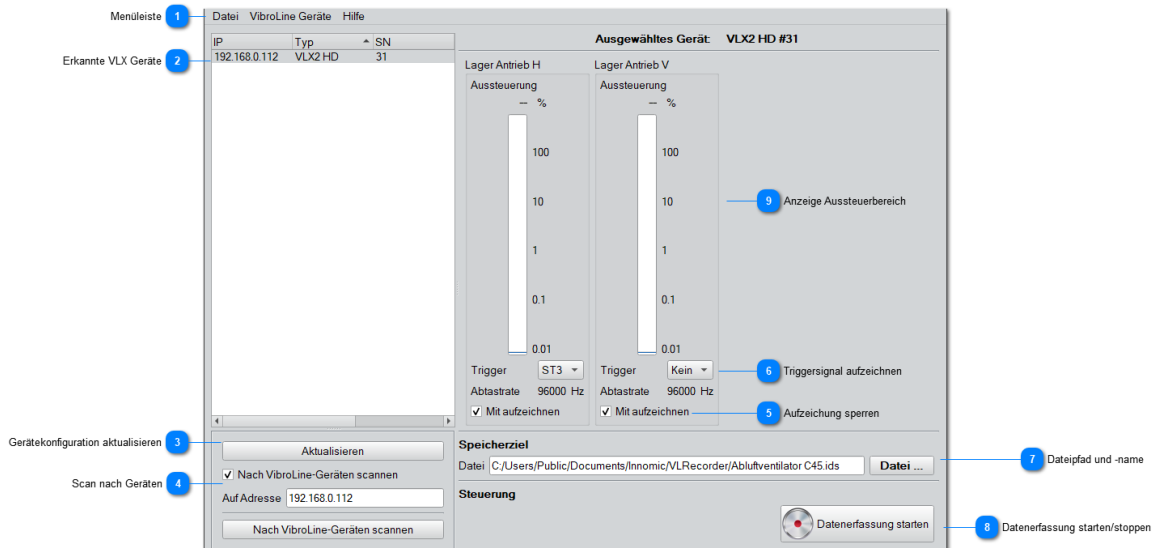 Menüleiste 1
Datei VibroLine Geräte Hilfe
IP Typ SN
192.168.0.112 VLX2 HD 31
Erkannte VLX Geräte 2
Ausgewähltes Gerät: VLX2 HD #31
Lager Antrieb H
Aussteuerung
-- %
100
10
1
0.1
0.01
Trigger ST3
Abtastrate 96000 Hz
Mit aufzeichnen
Lager Antrieb V
Aussteuerung
-- %
100
10
1
0.1
0.01
Trigger Kein
Abtastrate 96000 Hz
Mit aufzeichnen
9 Anzeige Aussteuerbereich
6 Triggersignal aufzeichnen
5 Aufzeichung sperren
Gerätekonfiguration aktualisieren 3
Aktualisieren
Nach VibroLine-Geräten scannen
Scan nach Geräten 4
Auf Adresse 192.168.0.112
Nach VibroLine-Geräten scannen
Speicherziel
Datei C:/Users/Public/Documents/Innomic/VLRecorder/Abluftventilator C45.ids Datei ...
7 Dateipfad und -name
Steuerung
Datenerfassung starten
8 Datenerfassung starten/stoppen